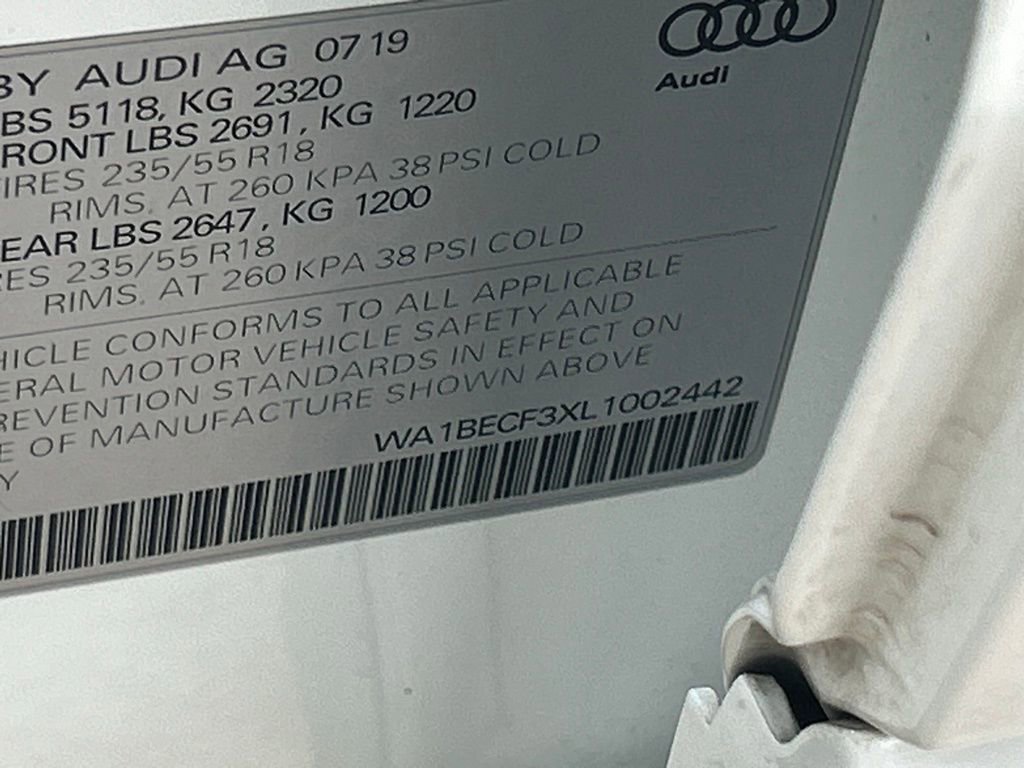 BY AUDI AG 07 19
BS 5118, KG 2320
RONT LBS 2691, KG 1220
IRES 235/55 R18
RIMS. AT 260 KPA 38 PSI COLD
EAR LBS 2647, KG 1200
RES 235/55 R18
RIMS. AT 260 KPA 38 PSI COLD
HICLE CONFORMS TO ALL APPLICABLE
ERAL MOTOR VEHICLE SAFETY AND
REVENTION STANDARDS IN EFFECT ON
E OF MANUFACTURE SHOWN ABOVE
Y
WA1BECF3XL1002442
Audi